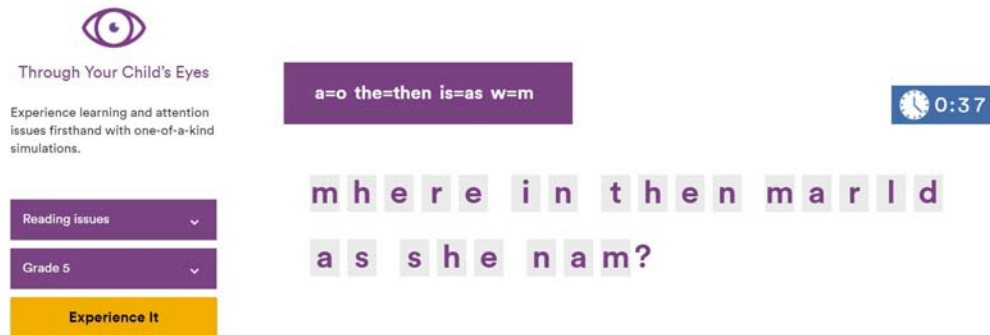 Through Your Child's Eyes
Experience learning and attention
issues firsthand with one-of-a-kind
simulations.
Reading issues
Grade 5
Experience It
a=o the=then is=as w=m
0:37
mhere in then marld
as she nam?